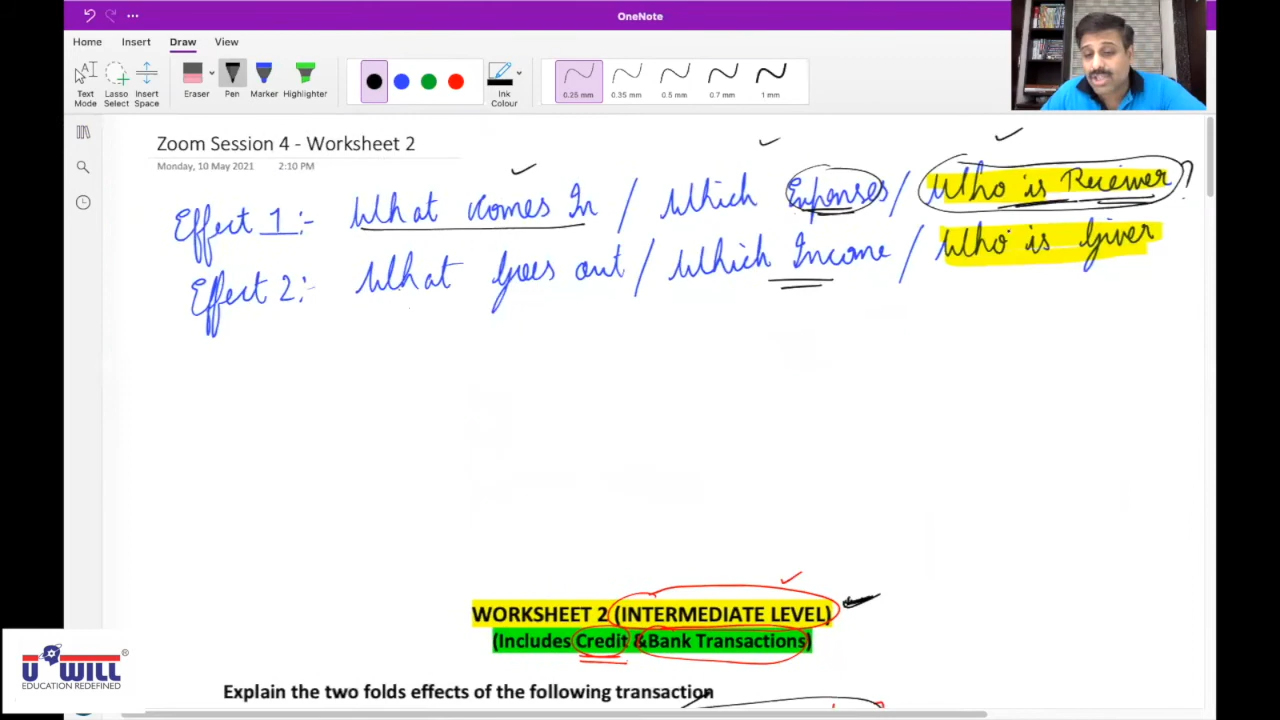 OneNote
Home Insert Draw View
Text Mode Lasso Select Insert Space Eraser Pen Marker Highlighter Ink Colour 0.25 mm 0.35 mm 0.5 mm 0.7 mm 1 mm
Zoom Session 4 - Worksheet 2
Monday, 10 May 2021 2:10 PM
Effect 1:- What Comes In / Which Expenses / Who is Receiver ?
Effect 2:- What Goes out / Which Income / Who is Giver
WORKSHEET 2 (INTERMEDIATE LEVEL)
(Includes Credit &Bank Transactions)
Explain the two folds effects of the following transaction
U WILL ®
EDUCATION REDEFINED